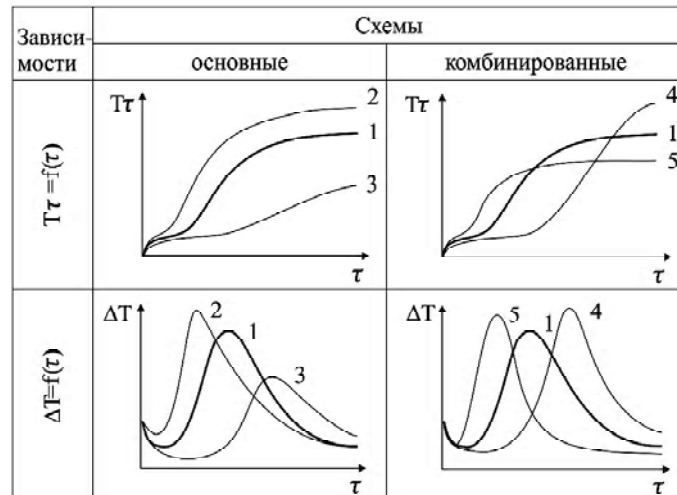 Зависи-
мости
Схемы
основные
комбинированные
Tτ =f(τ)
Tτ
2
1
3
τ
Tτ
4
1
5
τ
ΔT=f(τ)
ΔT
2
1
3
τ
ΔT
5
1
4
τ